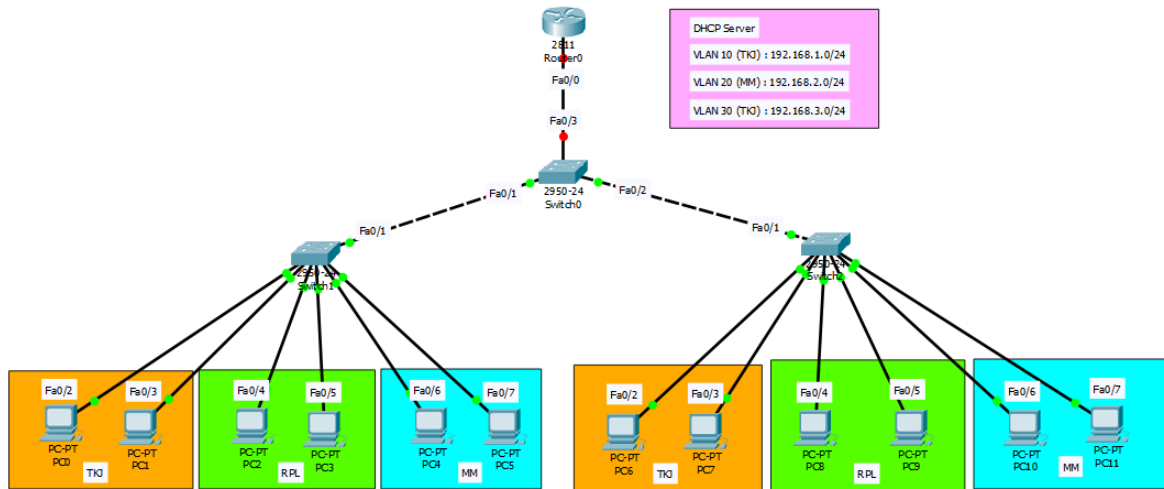 2811
Router0
Fa0/0
Fa0/3
DHCP Server
VLAN 10 (TKJ) : 192.168.1.0/24
VLAN 20 (MM) : 192.168.2.0/24
VLAN 30 (TKJ) : 192.168.3.0/24
2950-24
Switch0
Fa0/1
Fa0/2
Fa0/1
Fa0/1
2950-24
Switch1
2950-24
Switch2
Fa0/2
Fa0/3
Fa0/4
Fa0/5
Fa0/6
Fa0/7
PC-PT
PC0
PC-PT
PC1
PC-PT
PC2
PC-PT
PC3
PC-PT
PC4
PC-PT
PC5
TKJ
RPL
MM
Fa0/2
Fa0/3
Fa0/4
Fa0/5
Fa0/6
Fa0/7
PC-PT
PC6
PC-PT
PC7
PC-PT
PC8
PC-PT
PC9
PC-PT
PC10
PC-PT
PC11
TKJ
RPL
MM